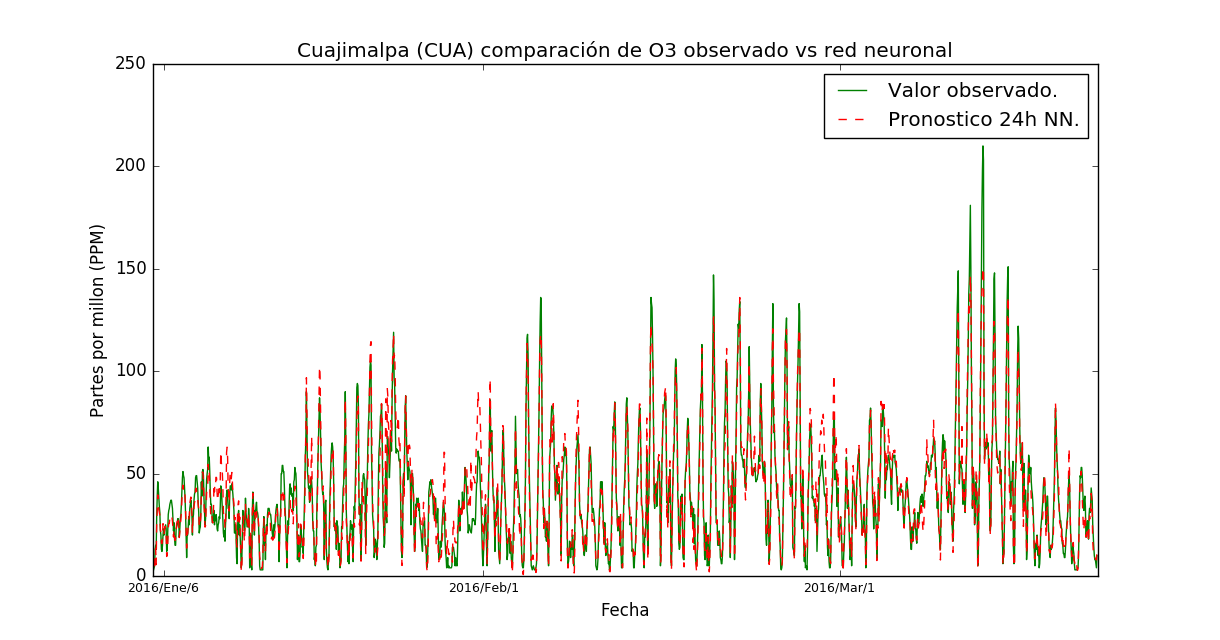 Cuajimalpa (CUA) comparación de O3 observado vs red neuronal
250
200
150
100
50
0
Partes por millon (PPM)
Valor observado.
Pronostico 24h NN.
2016/Ene/6
2016/Feb/1
2016/Mar/1
Fecha